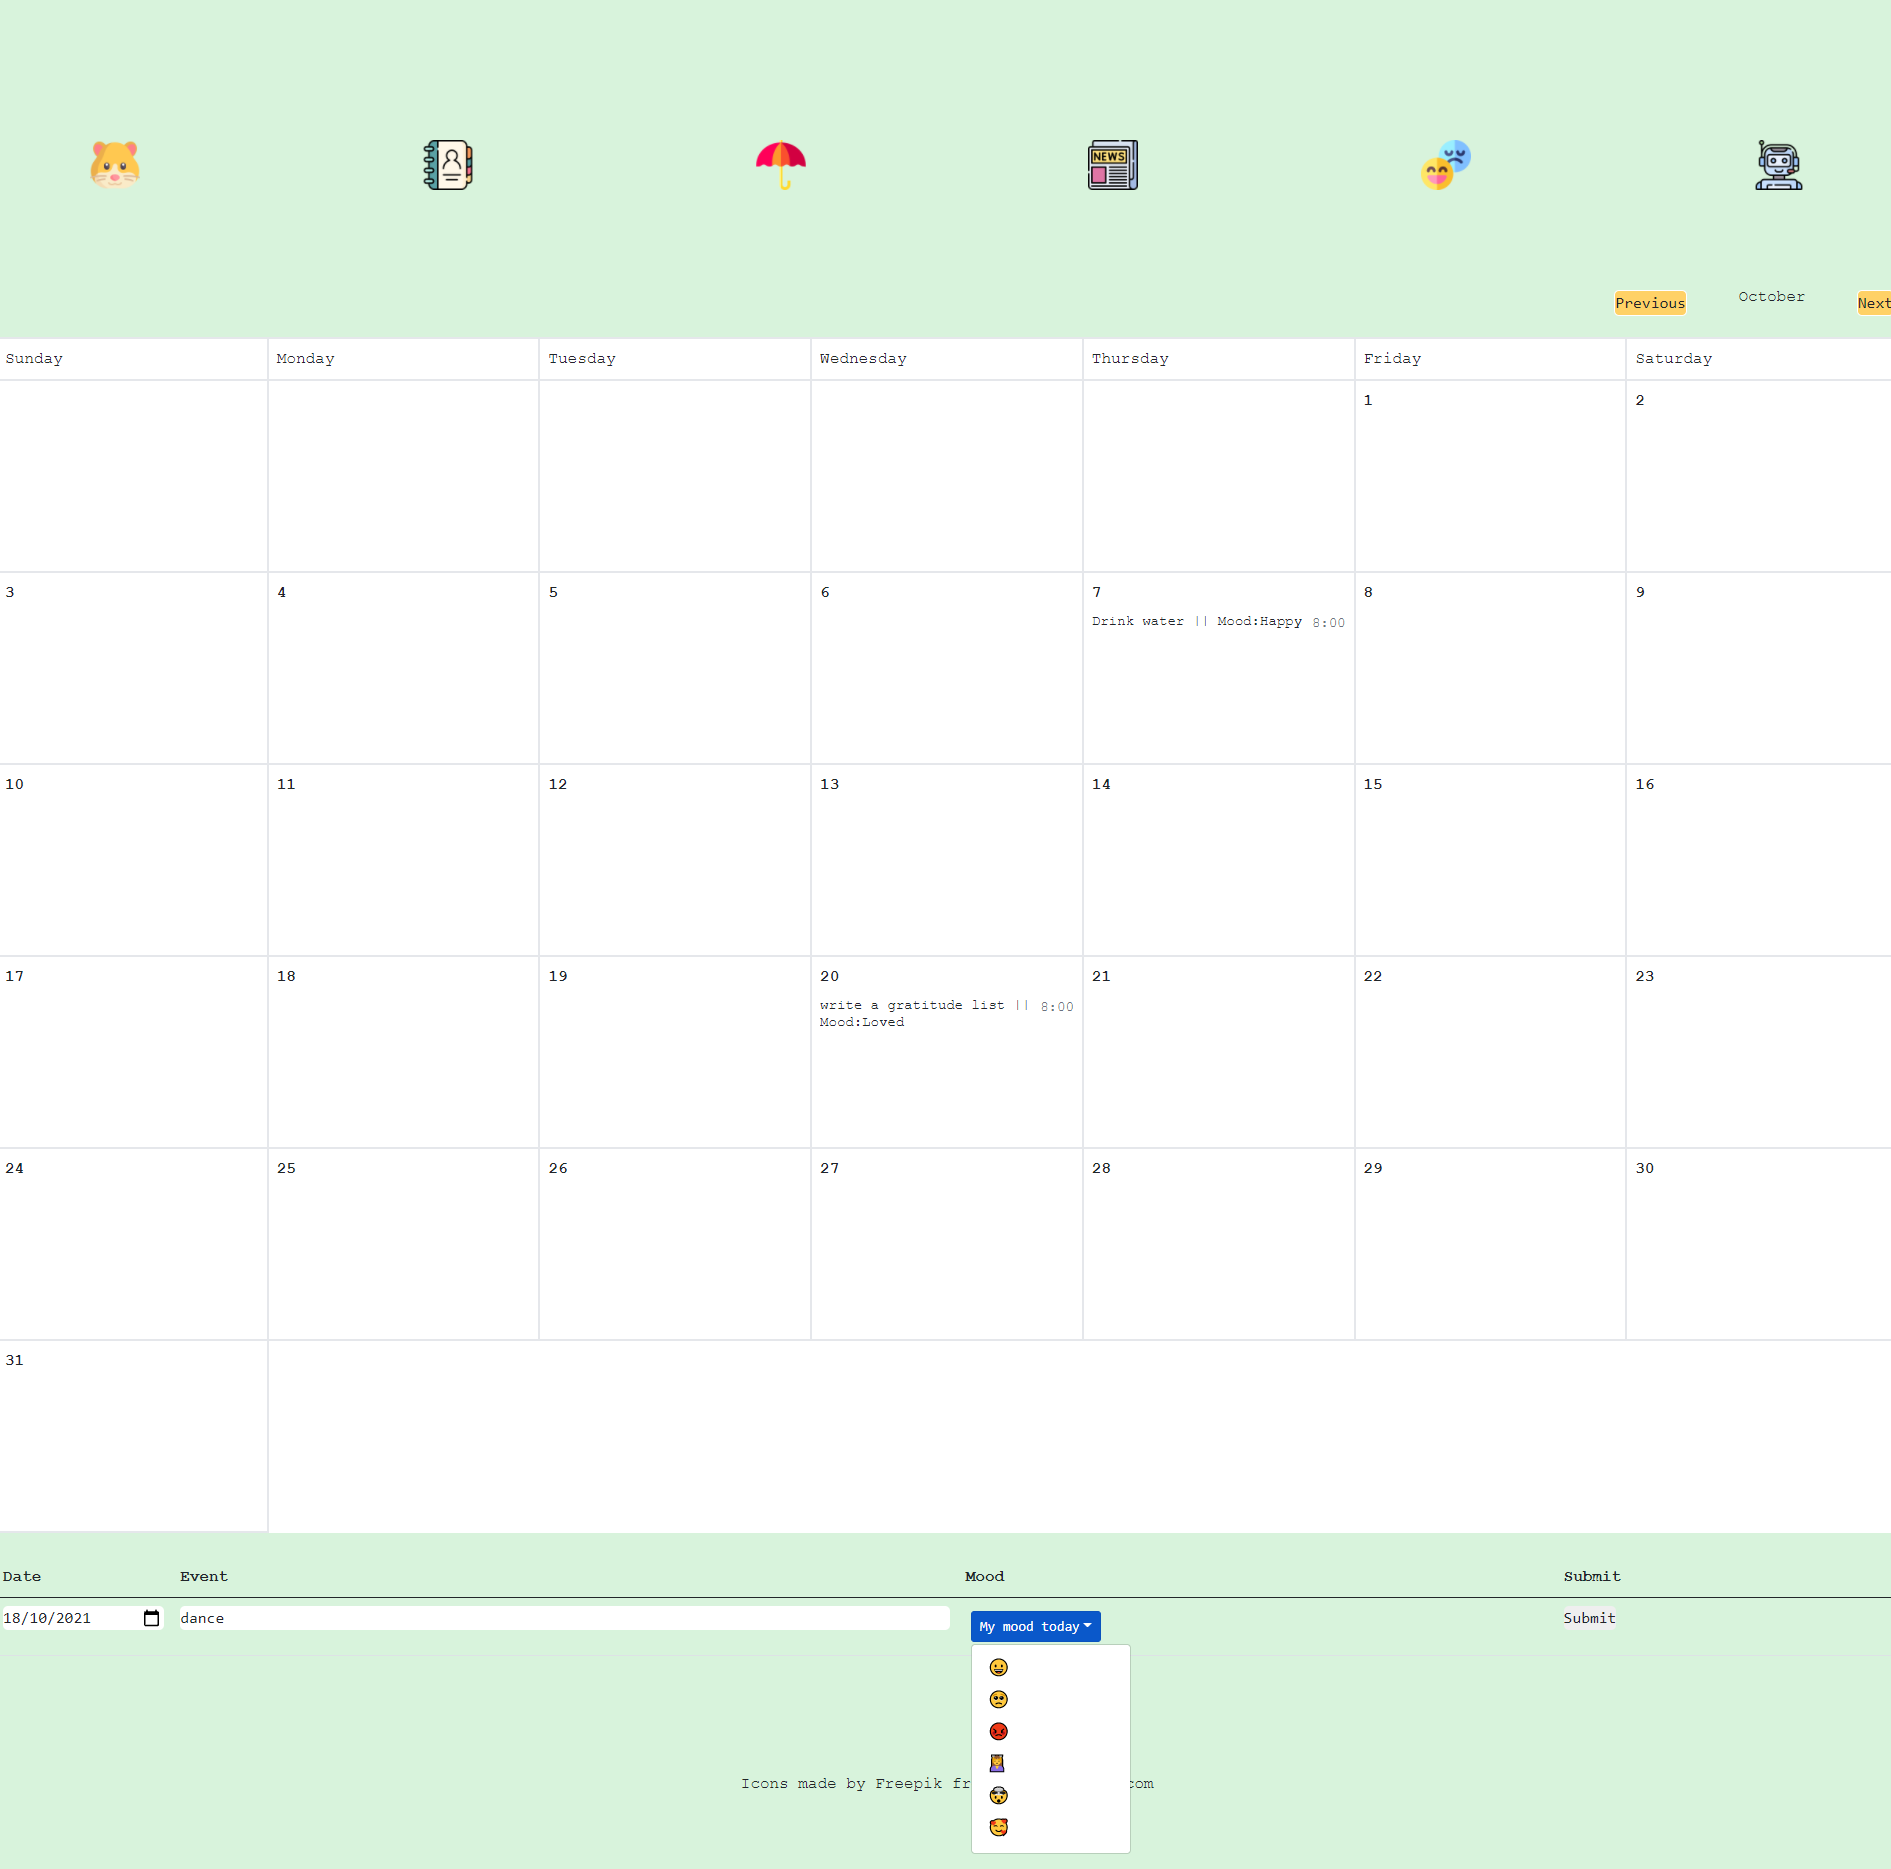 NEWS
Previous October Next
Sunday Monday Tuesday Wednesday Thursday Friday Saturday
1 2
3 4 5 6 7 8 9
Drink water || Mood:Happy 8:00
10 11 12 13 14 15 16
17 18 19 20 21 22 23
write a gratitude list || 8:00
Mood:Loved
24 25 26 27 28 29 30
31
Date Event Mood Submit
18/10/2021 dance My mood today Submit
Icons made by Freepik fr com